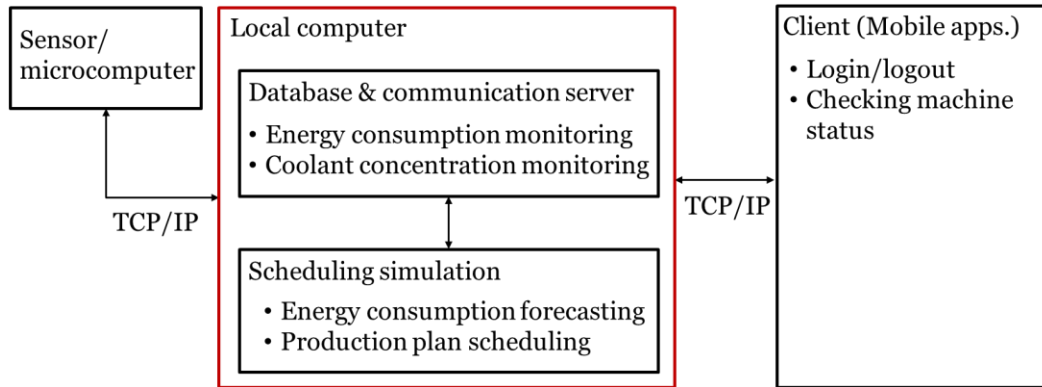 Sensor/
microcomputer
TCP/IP
Local computer
Database & communication server
• Energy consumption monitoring
• Coolant concentration monitoring
Scheduling simulation
• Energy consumption forecasting
• Production plan scheduling
TCP/IP
Client (Mobile apps.)
• Login/logout
• Checking machine
status